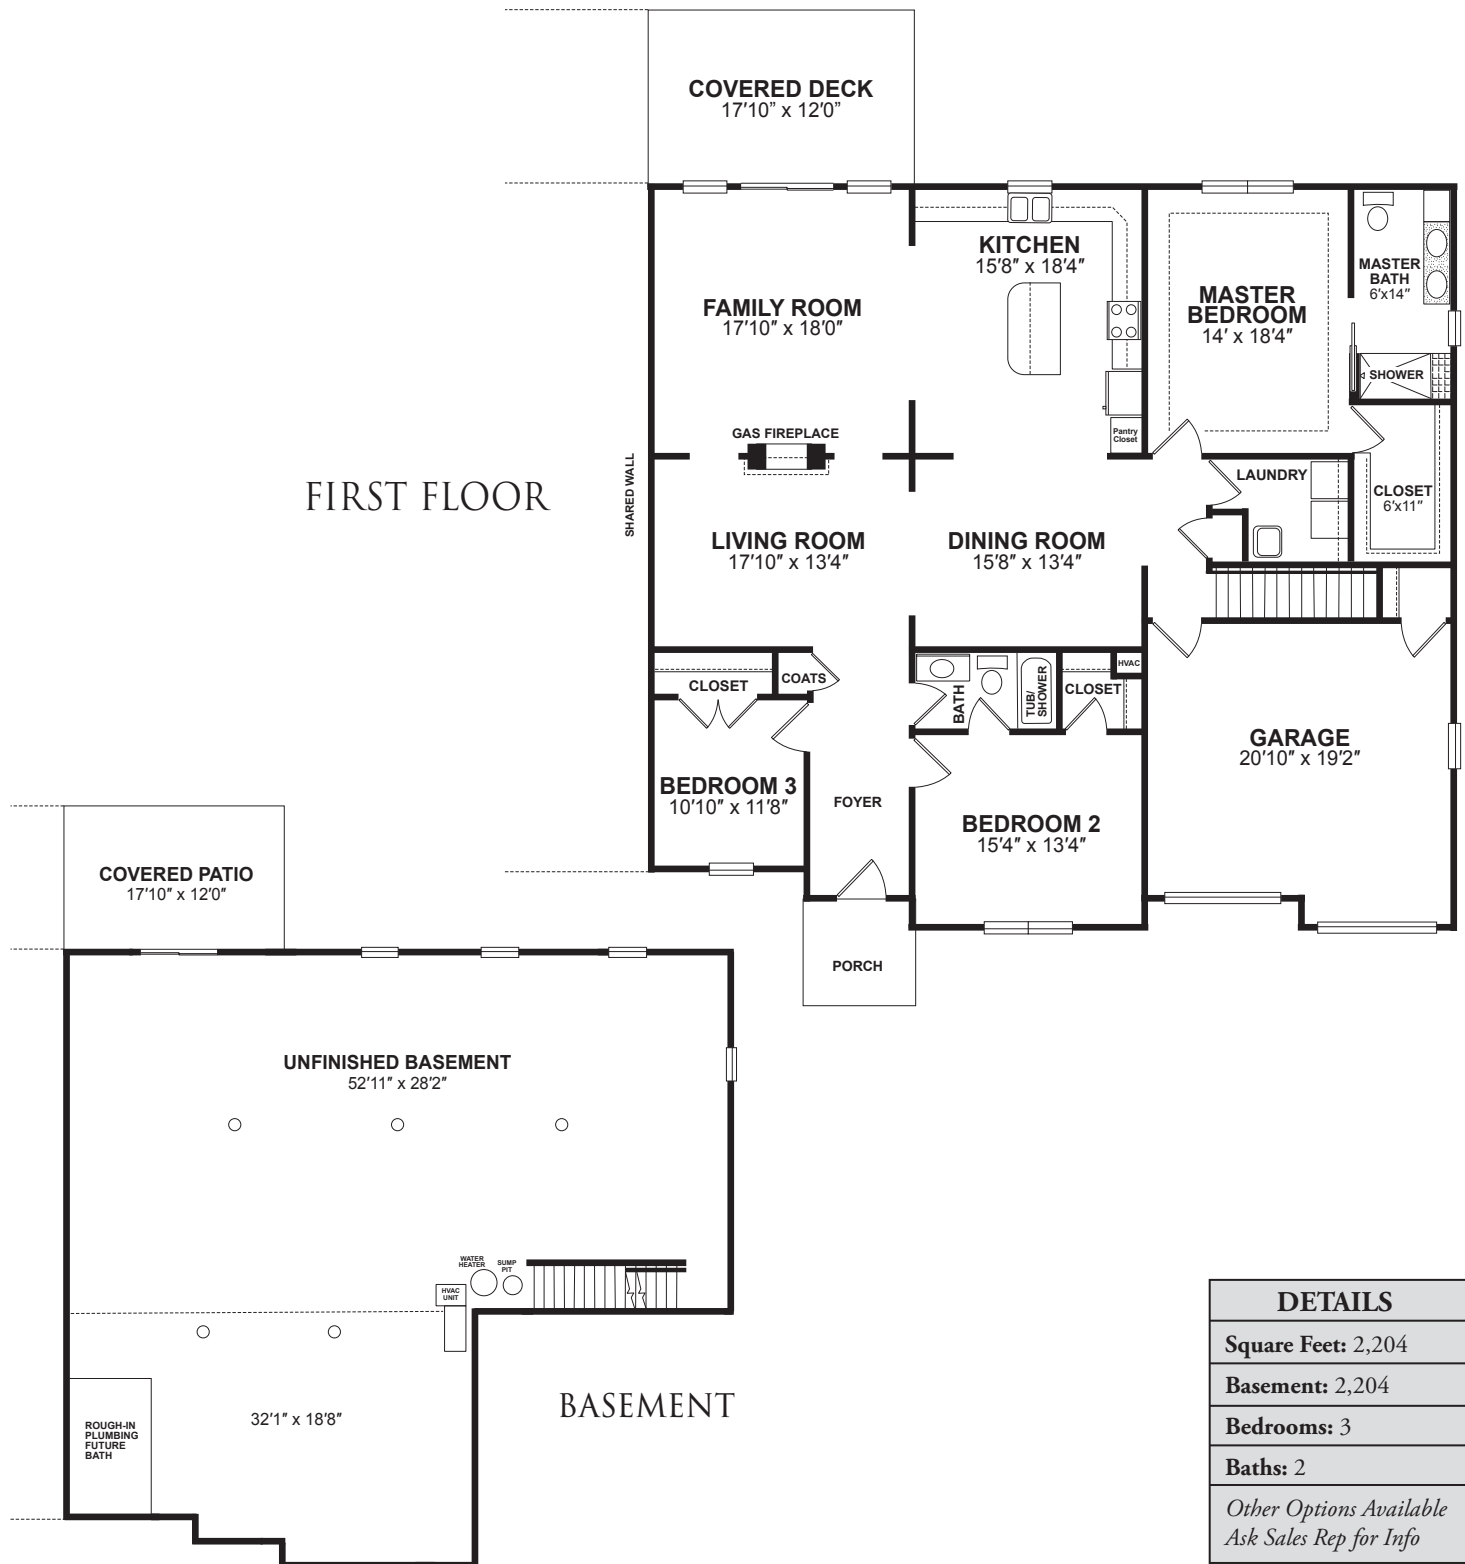 COVERED DECK
17'10" x 12'0"
KITCHEN
15'8" x 18'4"
MASTER
BATH
6'x14"
FAMILY ROOM
17'10" x 18'0"
MASTER
BEDROOM
14' x 18'4"
SHOWER
GAS FIREPLACE
Pantry
Closet
SHARED WALL
FIRST FLOOR
LAUNDRY
CLOSET
6'x11"
LIVING ROOM
17'10" x 13'4"
DINING ROOM
15'8" x 13'4"
CLOSET
COATS
BATH
TUB/
SHOWER
CLOSET
HVAC
GARAGE
20'10" x 19'2"
BEDROOM 3
10'10" x 11'8"
FOYER
BEDROOM 2
15'4" x 13'4"
PORCH
COVERED PATIO
17'10" x 12'0"
UNFINISHED BASEMENT
52'11" x 28'2"
WATER
HEATER
SUMP
PIT
HVAC
UNIT
32'1" x 18'8"
ROUGH-IN
PLUMBING
FUTURE
BATH
BASEMENT
DETAILS
Square Feet: 2,204
Basement: 2,204
Bedrooms: 3
Baths: 2
Other Options Available
Ask Sales Rep for Info